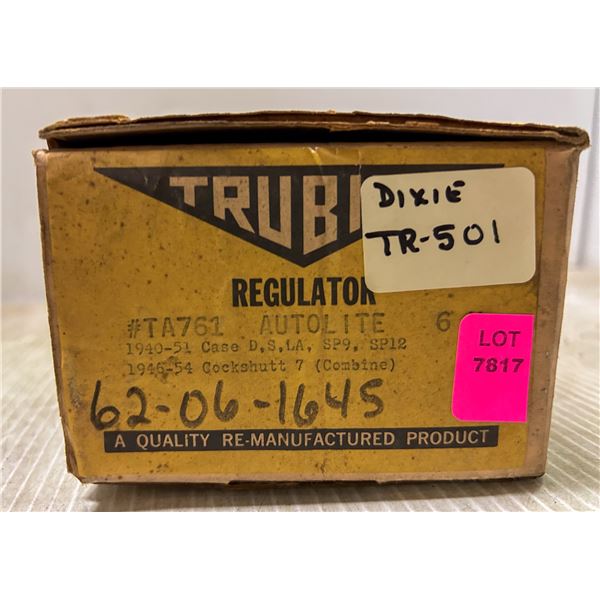 DIXIE
TR-501
REGULATOR
#TA761 AUTOLITE 6
LOT
7817
1940-51 Case D,S,LA, SP9, SP12
1946-54 Cockshutt 7 (Combine)
62-06-1645
A QUALITY RE-MANUFACTURED PRODUCT